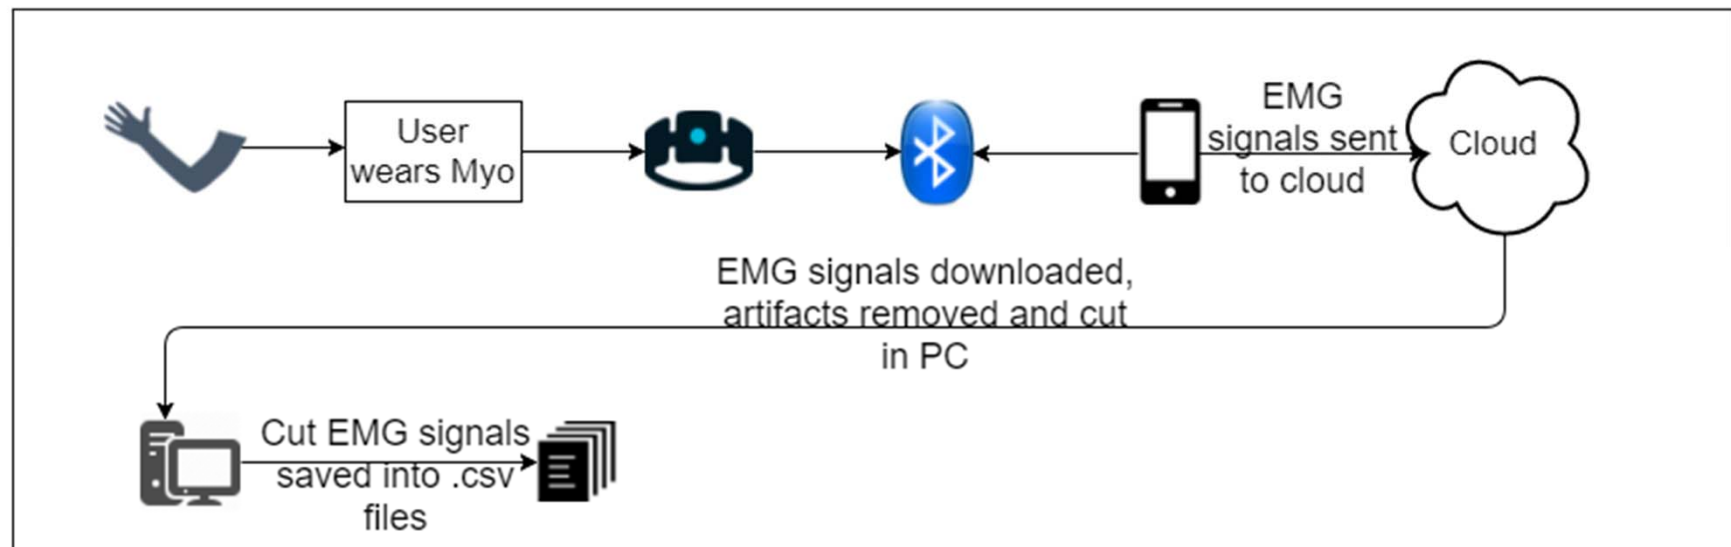 User
wears Myo
EMG
signals sent
to cloud
Cloud
EMG signals downloaded,
artifacts removed and cut
in PC
Cut EMG signals
saved into .csv
files